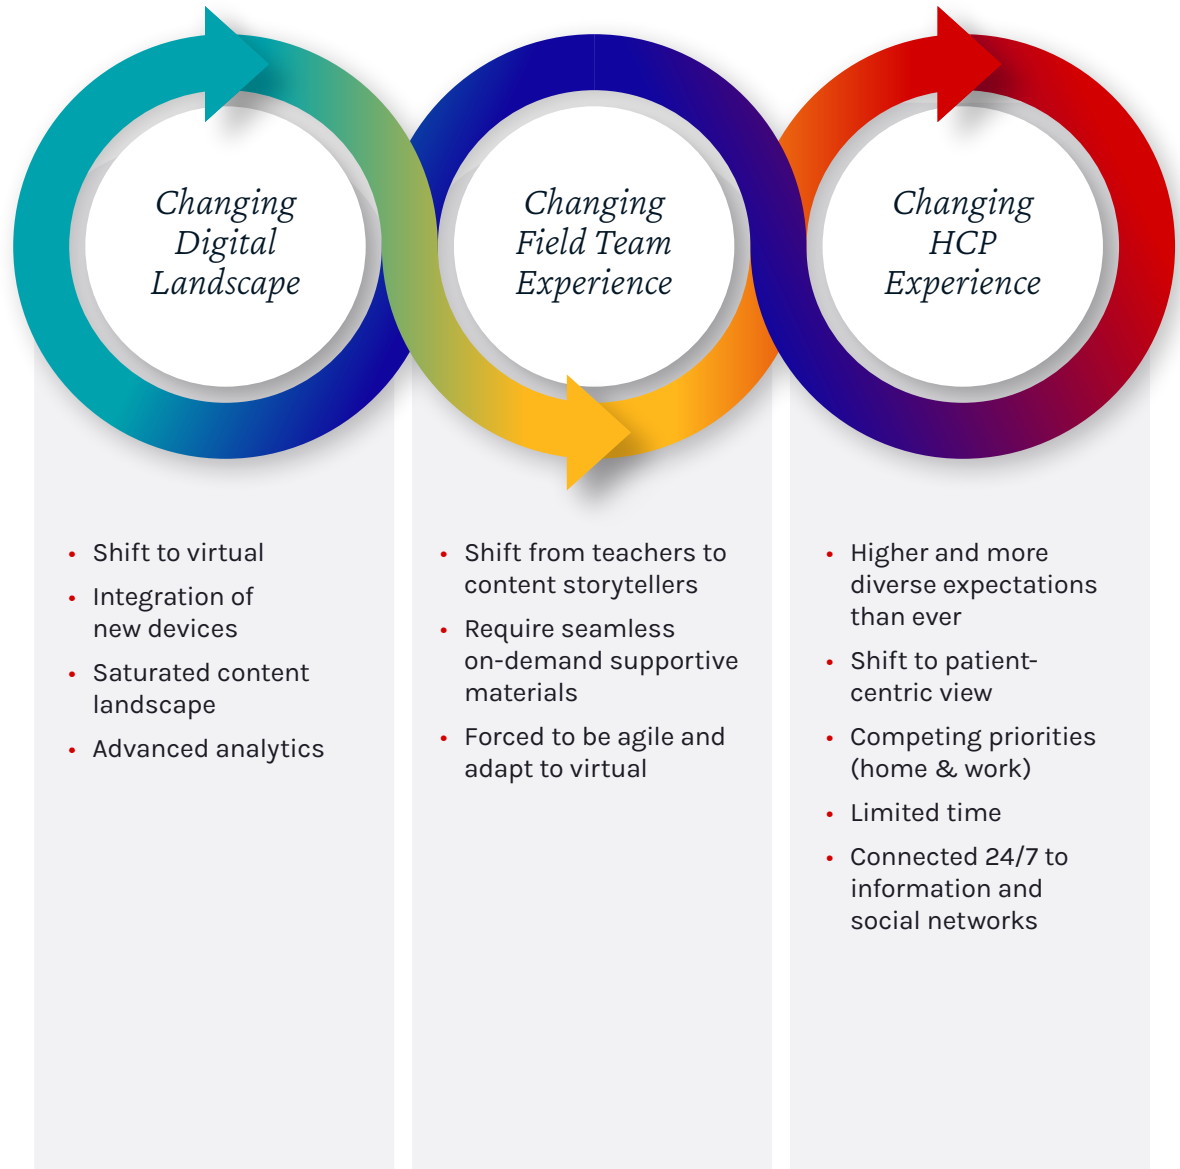 Changing
Digital
Landscape
Changing
Field Team
Experience
Changing
HCP
Experience
• Shift to virtual
• Integration of
new devices
• Saturated content
landscape
• Advanced analytics
• Shift from teachers to
content storytellers
• Require seamless
on-demand supportive
materials
• Forced to be agile and
adapt to virtual
• Higher and more
diverse expectations
than ever
• Shift to patient-
centric view
• Competing priorities
(home & work)
• Limited time
• Connected 24/7 to
information and
social networks